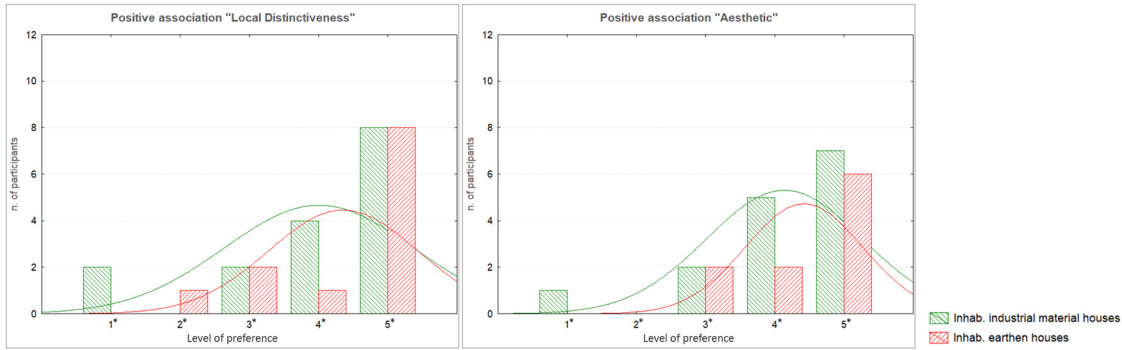 Positive association "Local Distinctiveness"
12
10
8
6
4
2
0
n. of participants
1* 2* 3* 4* 5*
Level of preference
Positive association "Aesthetic"
12
10
8
6
4
2
0
n. of participants
1* 2* 3* 4* 5*
Level of preference
Inhab. industrial material houses
Inhab. earthen houses